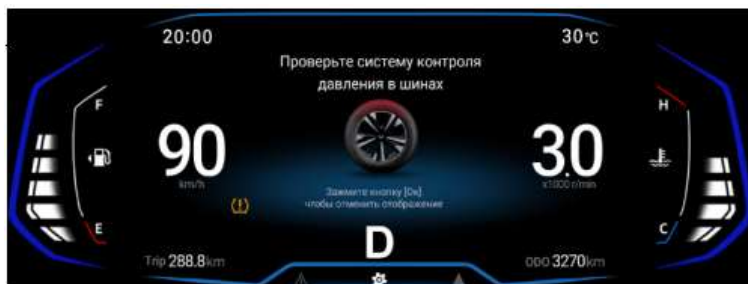 20:00
30℃
Проверьте систему контроля
давления в шинах
F
H
90
km/h
3.0
x1000 r/min
Зажмите кнопку [Ок]
чтобы отменить отображение
E
C
D
Trip 288.8km
ODO 3270km